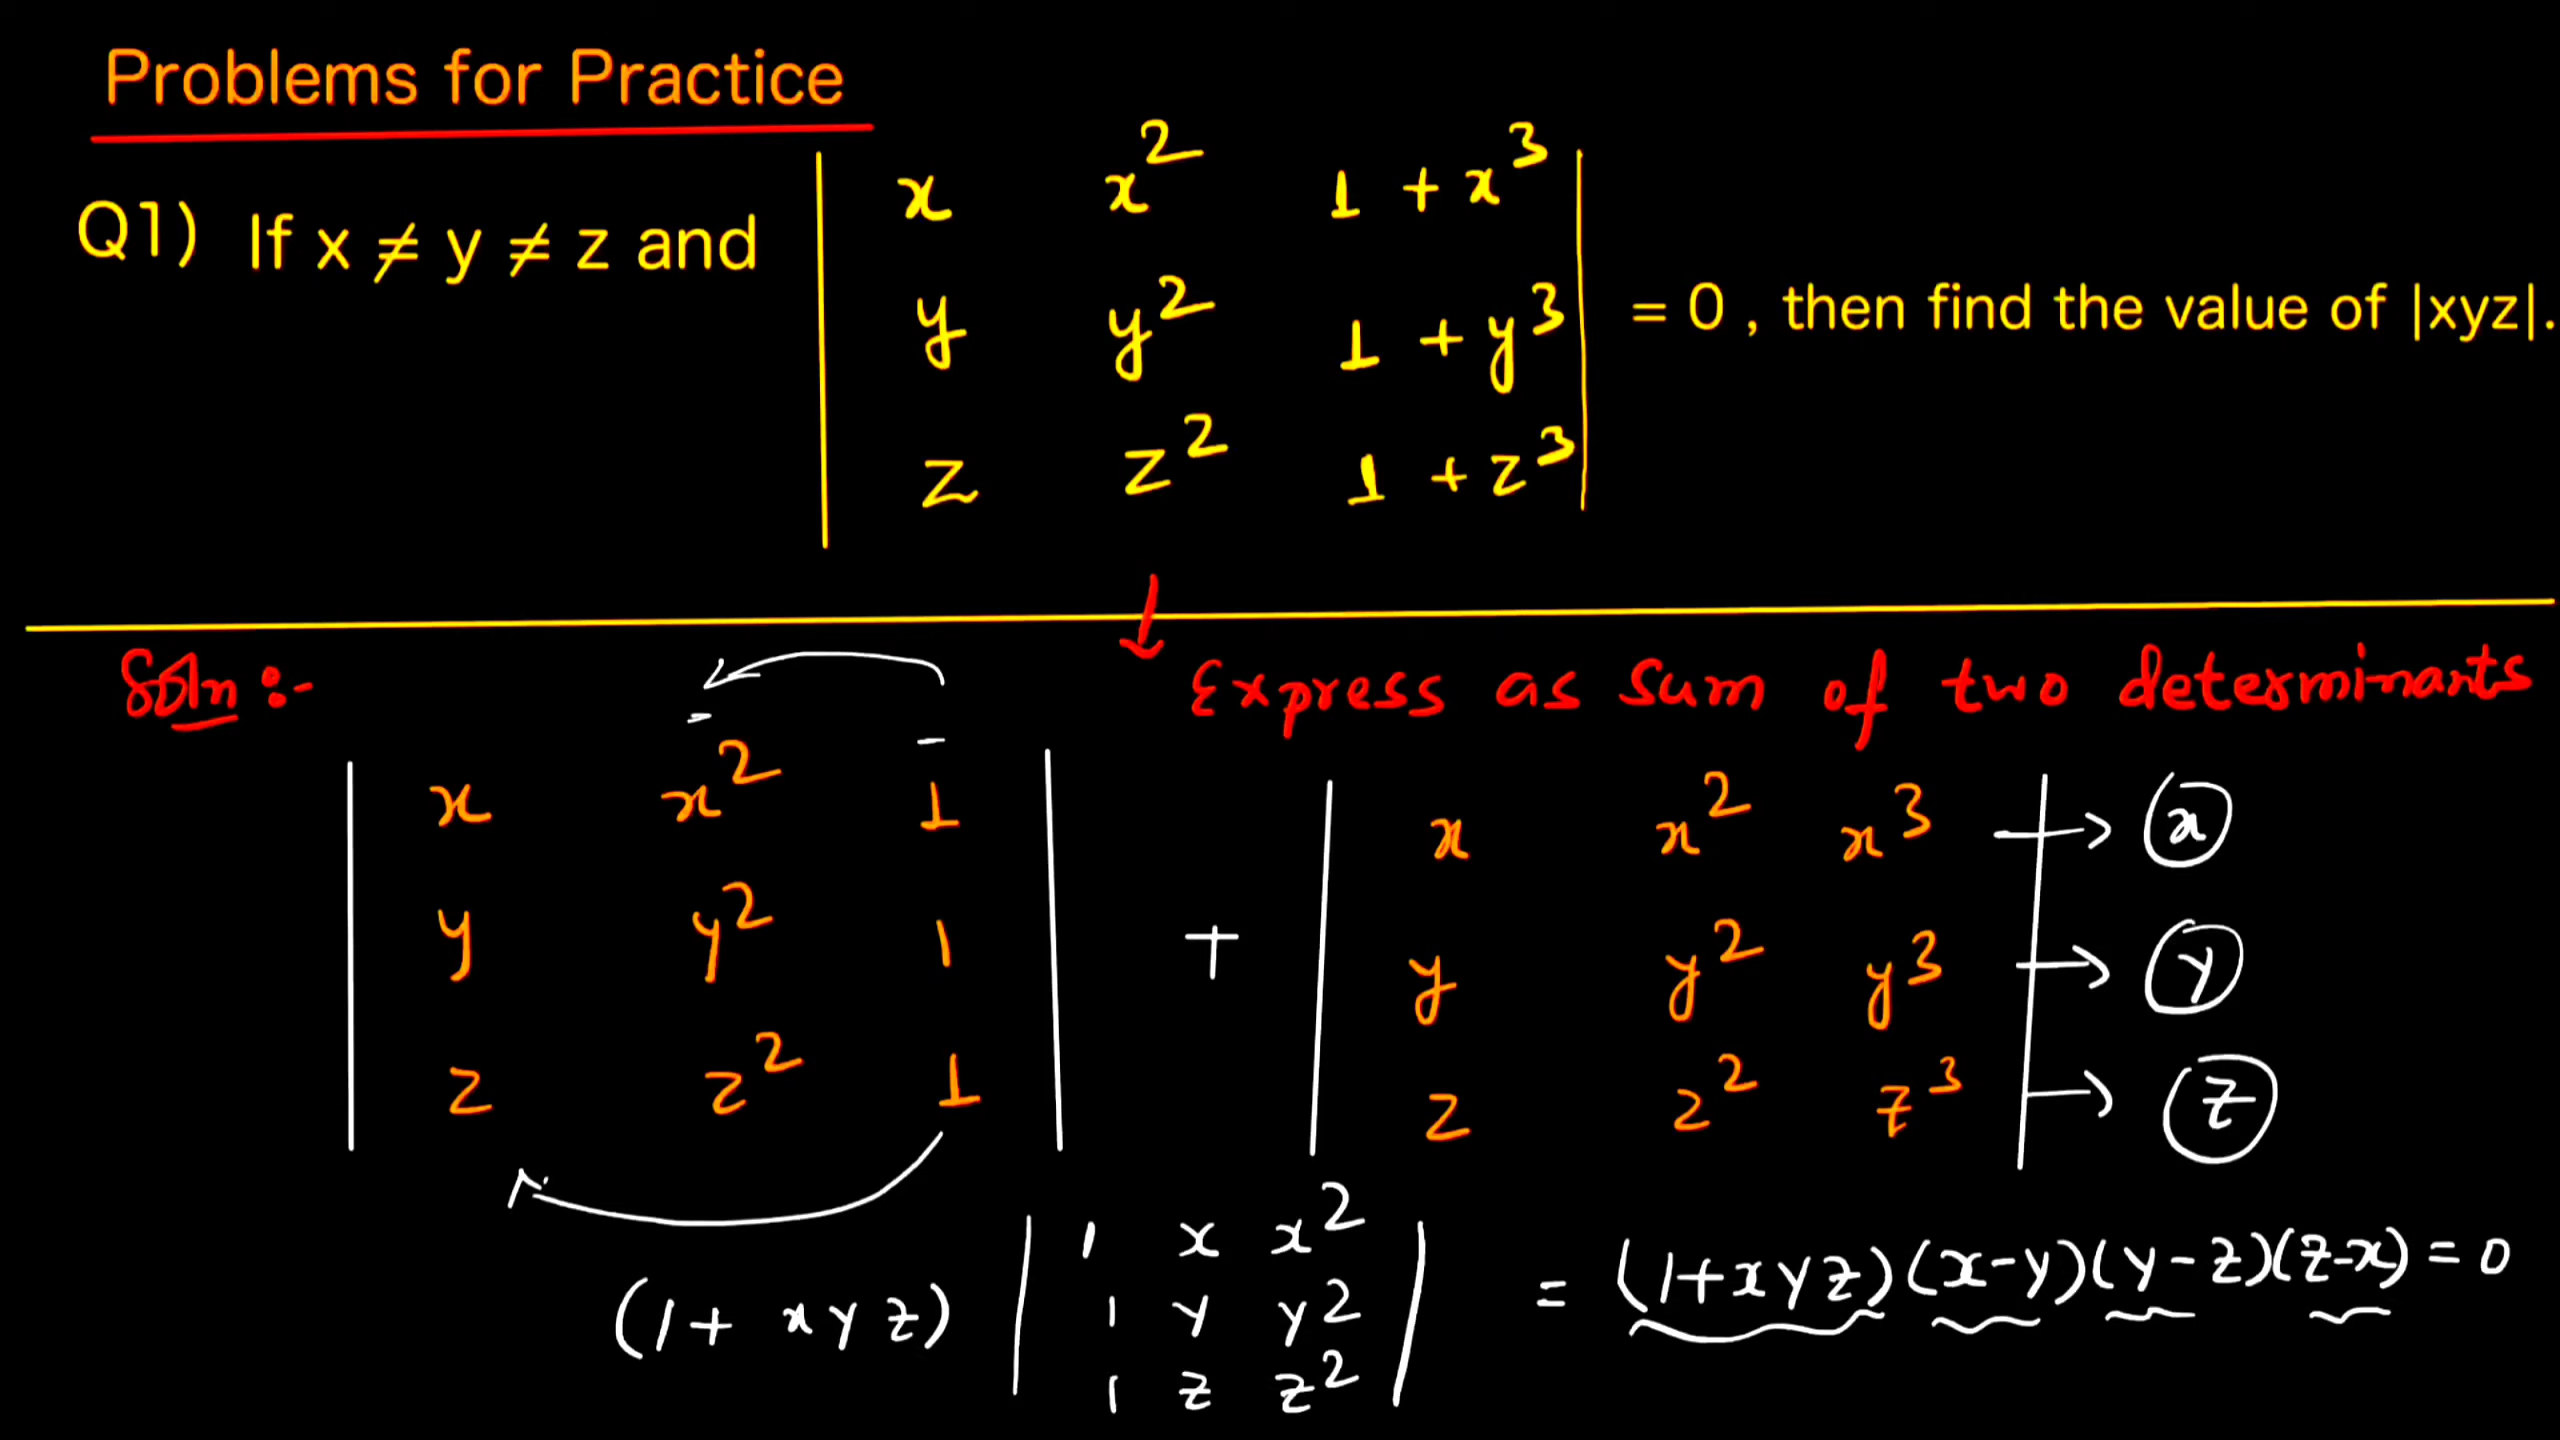 Problems for Practice
Q1) If x ≠ y ≠ z and
x x² 1 + x³
y y² 1 + y³
z z² 1 + z³
= 0 , then find the value of |xyz|.
Soln :-
Express as sum of two determinants
x x² 1 + x x² x³ → x
y y² 1 y y² y³ → y
z z² 1 z z² z³ → z
(1 + xyz) | 1 x x² | = (1+xyz)(x-y)(y-z)(z-x) = 0
1 y y²
1 z z²